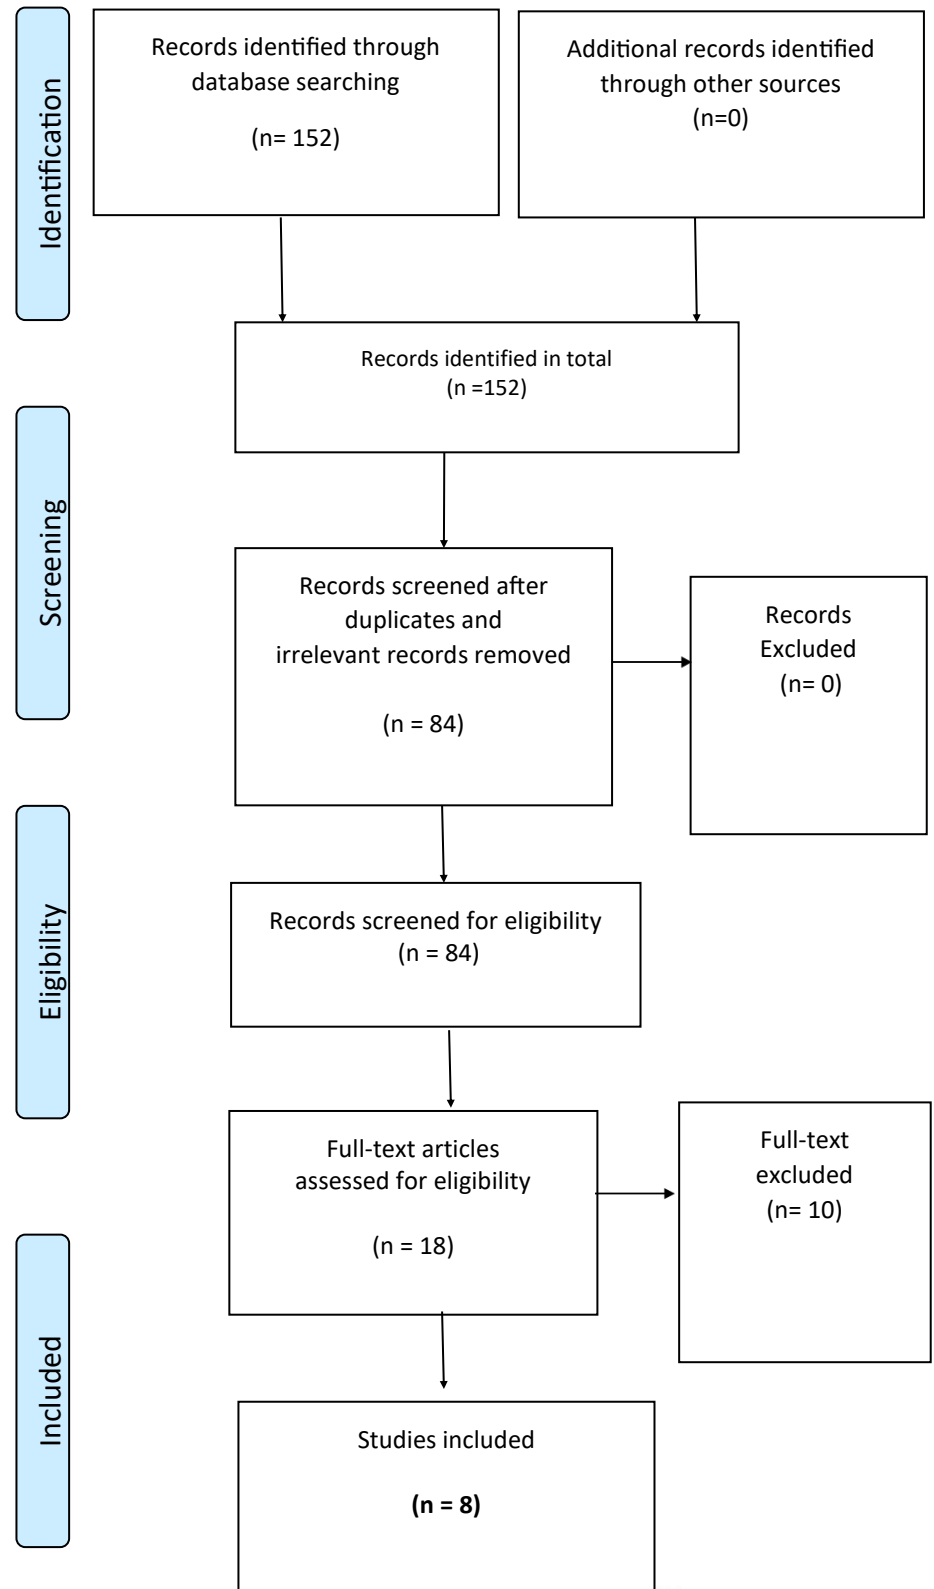 Identification
Records identified through
database searching
(n= 152)
Additional records identified
through other sources
(n=0)
Records identified in total
(n =152)
Screening
Records screened after
duplicates and
irrelevant records removed
(n = 84)
Records
Excluded
(n= 0)
Eligibility
Records screened for eligibility
(n = 84)
Full-text articles
assessed for eligibility
(n = 18)
Full-text
excluded
(n= 10)
Included
Studies included
(n = 8)